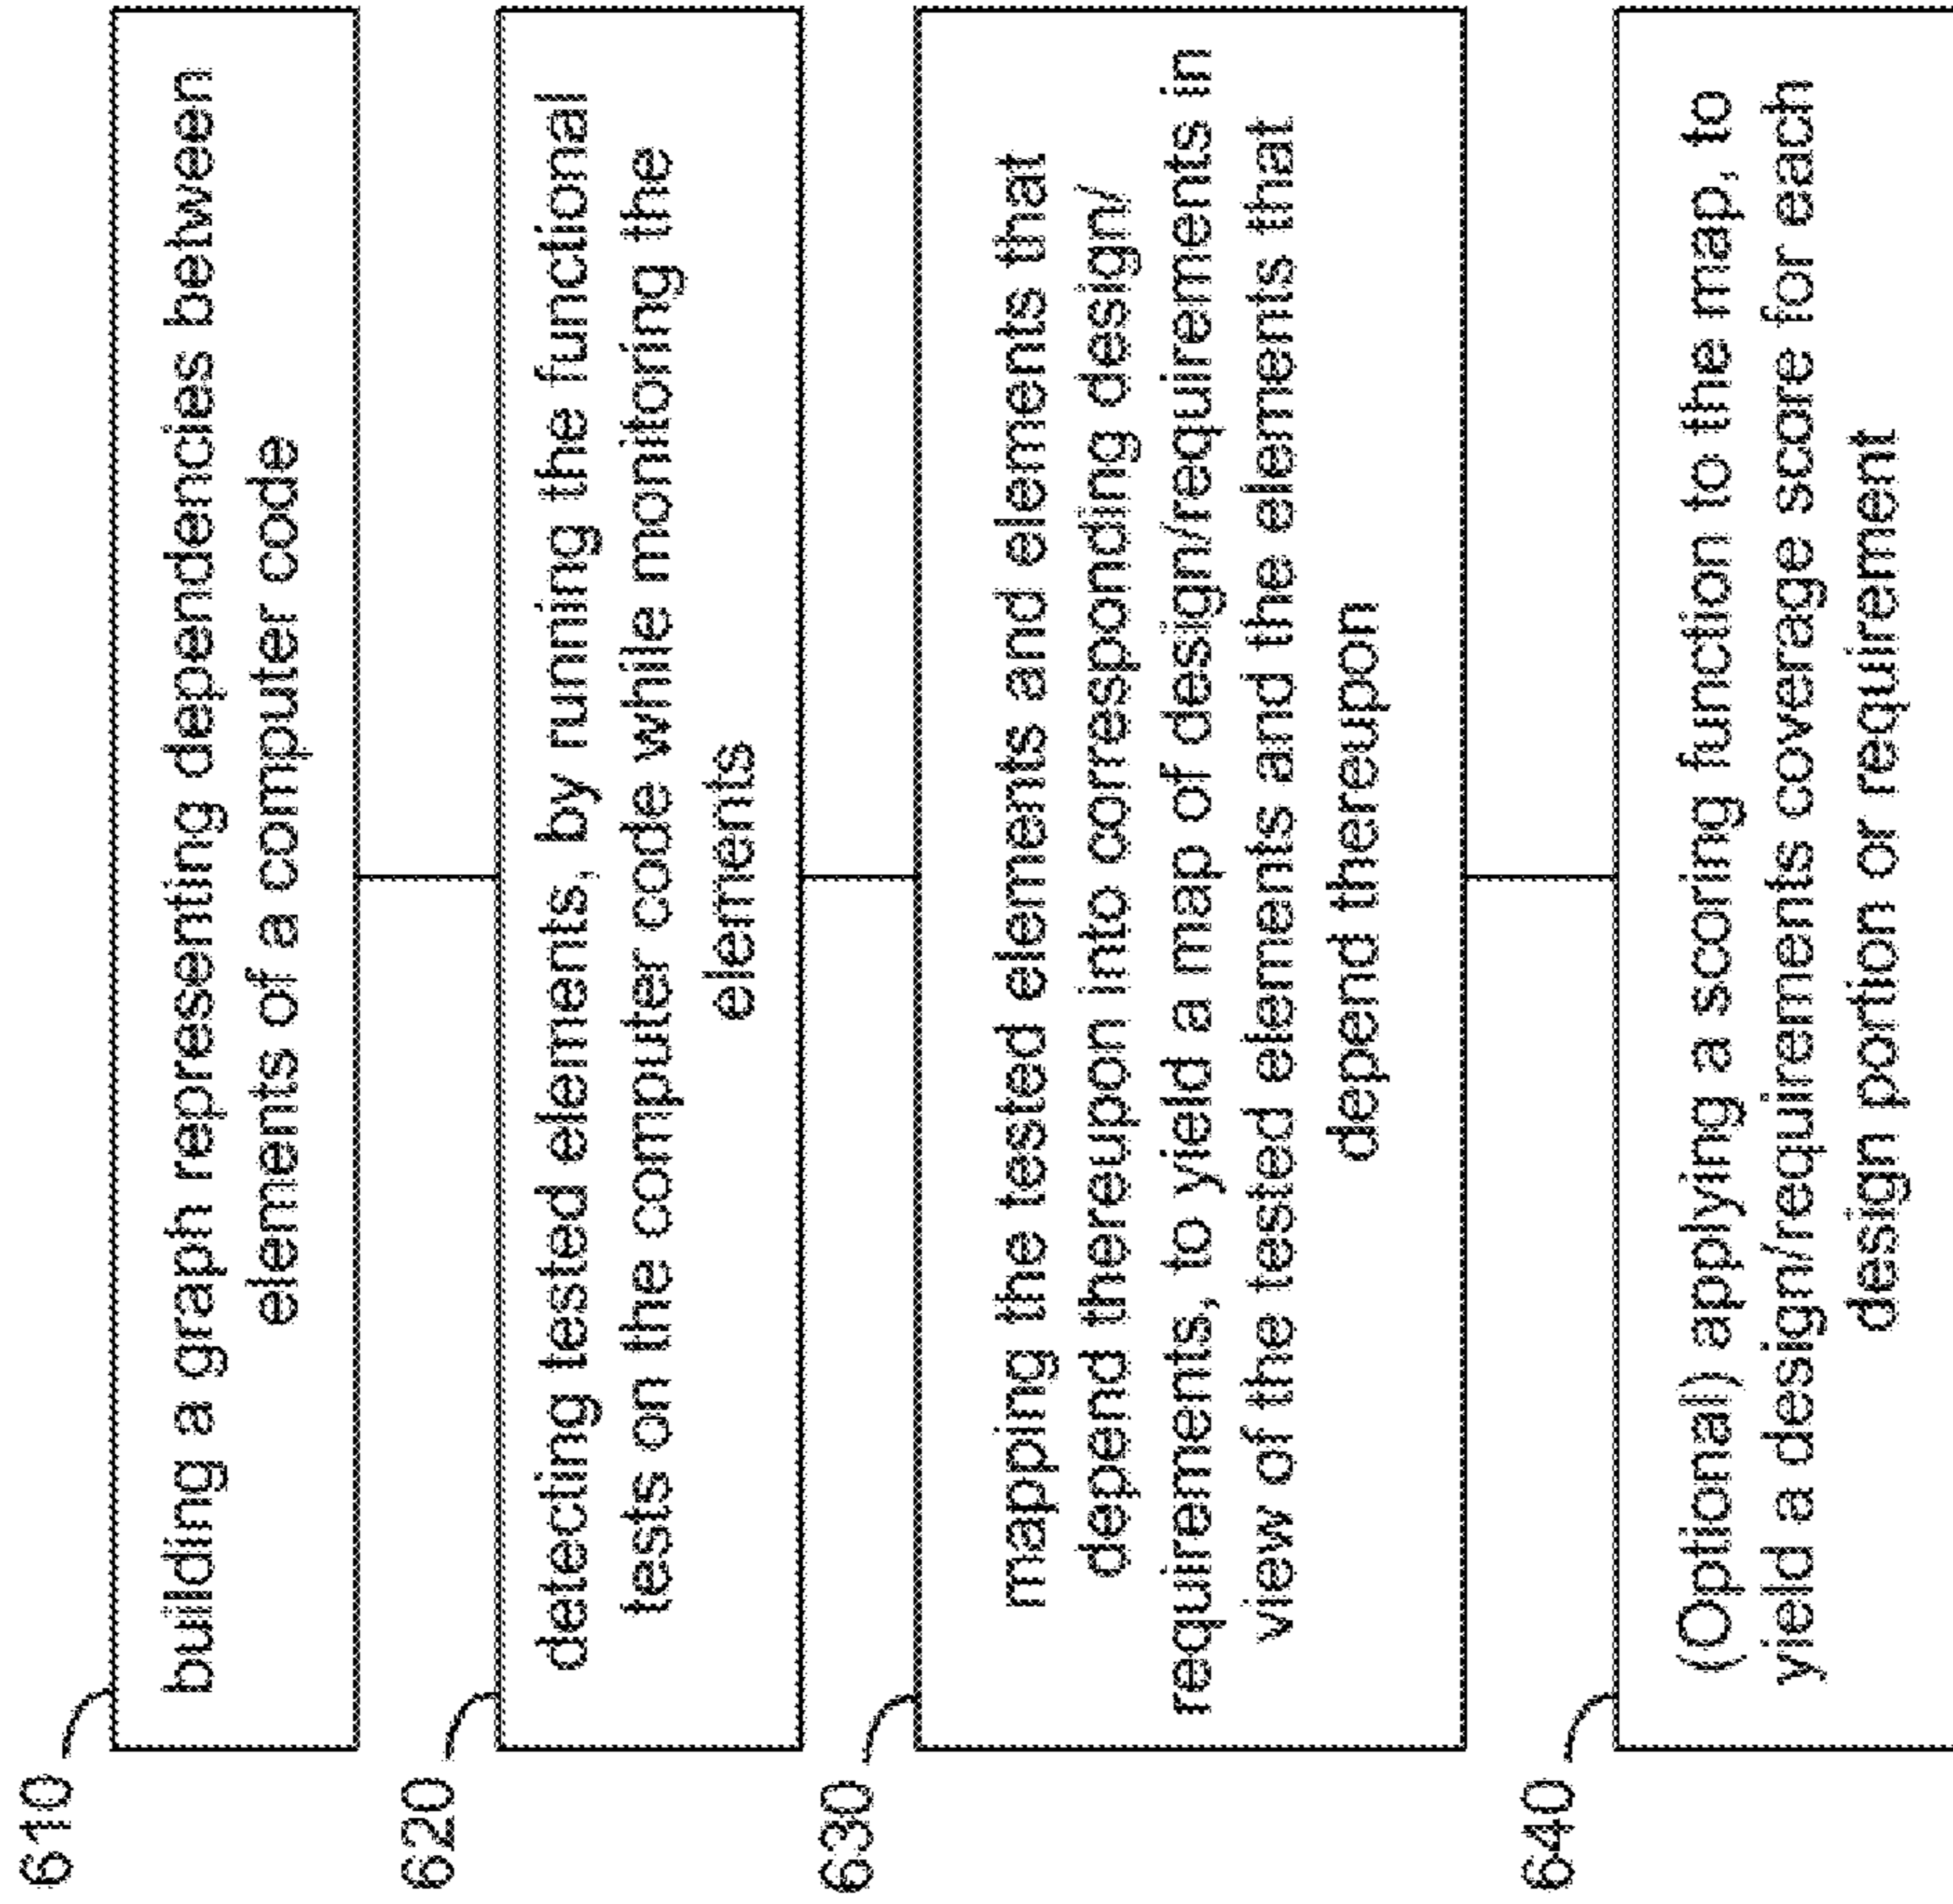 610
building a graph representing dependencies between
elements of a computer code
620
detecting tested elements, by running the functional
tests on the computer code while monitoring the
elements
630
mapping the tested elements and elements that
depend thereupon into corresponding design/
requirements, to yield a map of design/requirements in
view of the tested elements and the elements that
depend thereupon
640
(Optional) applying a scoring function to the map, to
yield a design/requirements coverage score for each
design portion or requirement